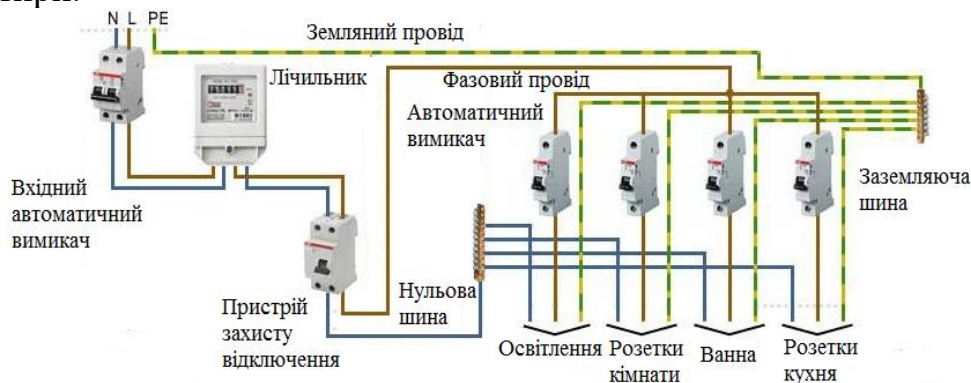 N L PE
Земляний провід
Лічильник
Фазовий провід
Автоматичний
вимикач
Вхідний
автоматичний
вимикач
Заземляюча
шина
Нульова
шина
Пристрій
захисту
відключення
Освітлення
Розетки
кімнати
Ванна
Розетки
кухня